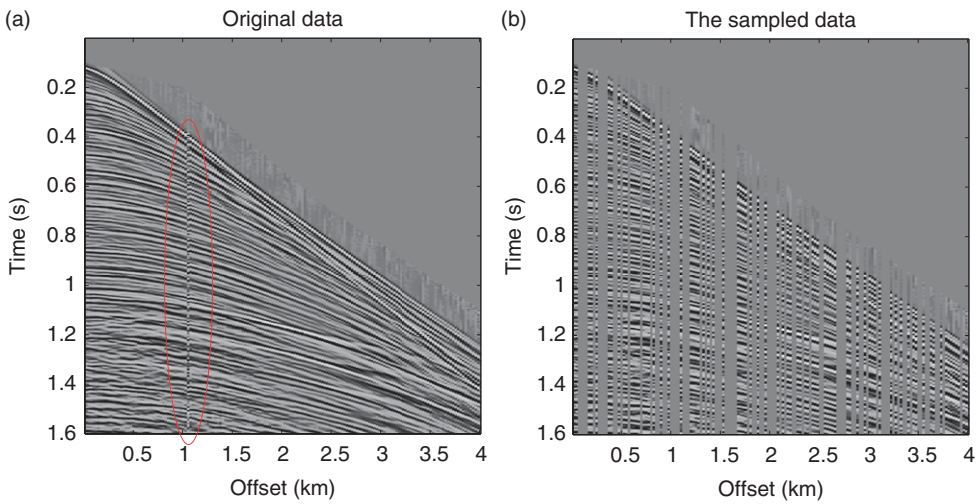 (a)
Original data
0.2
0.4
0.6
0.8
1
1.2
1.4
1.6
Time (s)
0.5 1 1.5 2 2.5 3 3.5 4
Offset (km)
(b)
The sampled data
0.2
0.4
0.6
0.8
1
1.2
1.4
1.6
Time (s)
0.5 1 1.5 2 2.5 3 3.5 4
Offset (km)